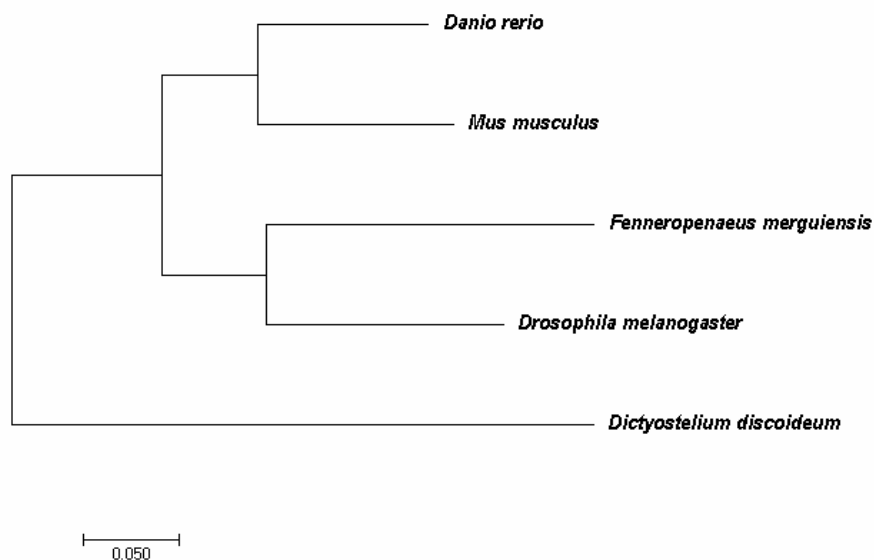 Danio rerio
Mus musculus
Fenneropenaeus merguiensis
Drosophila melanogaster
Dictyostelium discoideum
0.050